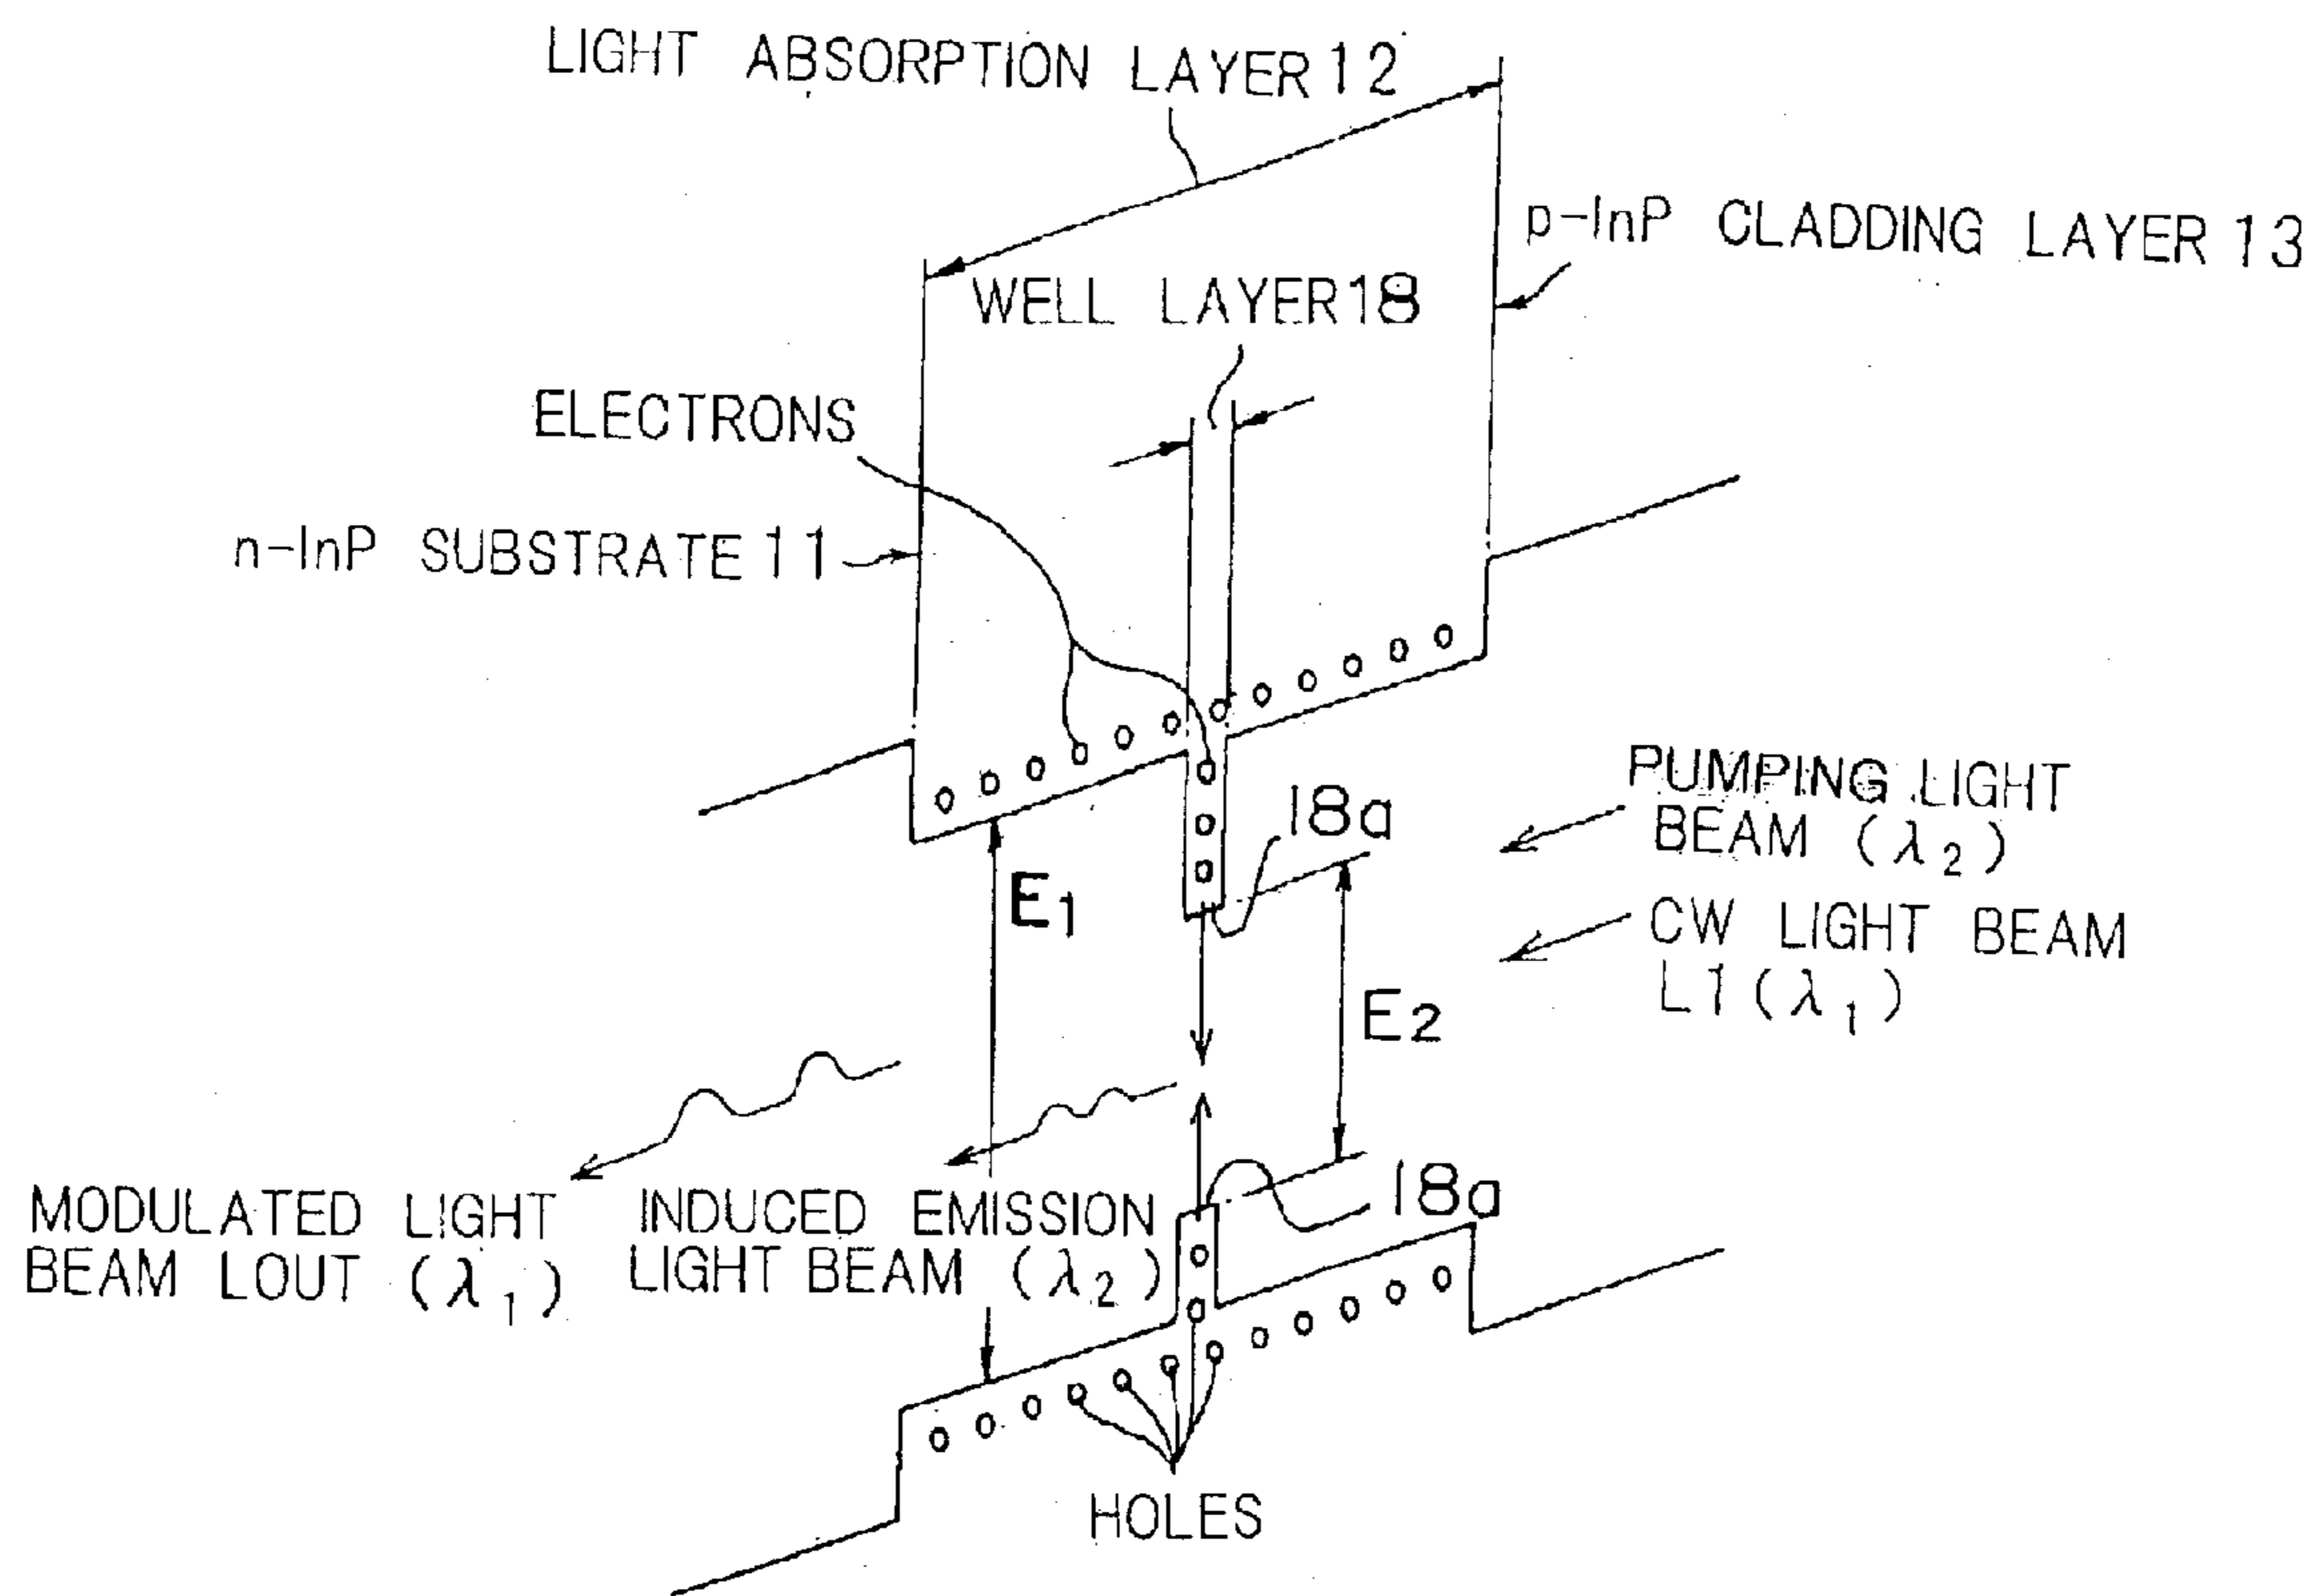 LIGHT ABSORPTION LAYER 12
p-InP CLADDING LAYER 13
WELL LAYER 18
ELECTRONS
n-InP SUBSTRATE 11
PUMPING LIGHT
BEAM (λ2)
18a
E1
CW LIGHT BEAM
L1(λ1)
E2
MODULATED LIGHT
BEAM LOUT (λ1)
INDUCED EMISSION
LIGHT BEAM (λ2)
18a
HOLES